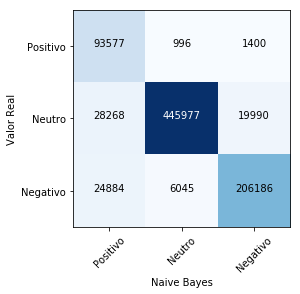 Valor Real
Positivo 93577 996 1400
Neutro 28268 445977 19990
Negativo 24884 6045 206186
Positivo Neutro Negativo
Naive Bayes